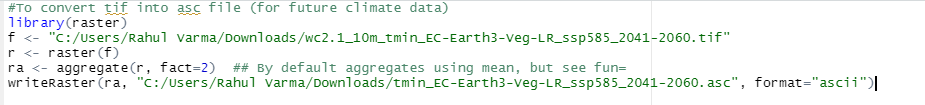 #To convert tif into asc file (for future climate data)
library(raster)
f <- "C:/Users/Rahul Varma/Downloads/wc2.1_10m_tmin_EC-Earth3-Veg-LR_ssp585_2041-2060.tif"
r <- raster(f)
ra <- aggregate(r, fact=2)  ## By default aggregates using mean, but see fun=
writeRaster(ra, "C:/Users/Rahul Varma/Downloads/tmin_EC-Earth3-Veg-LR_ssp585_2041-2060.asc", format="ascii")